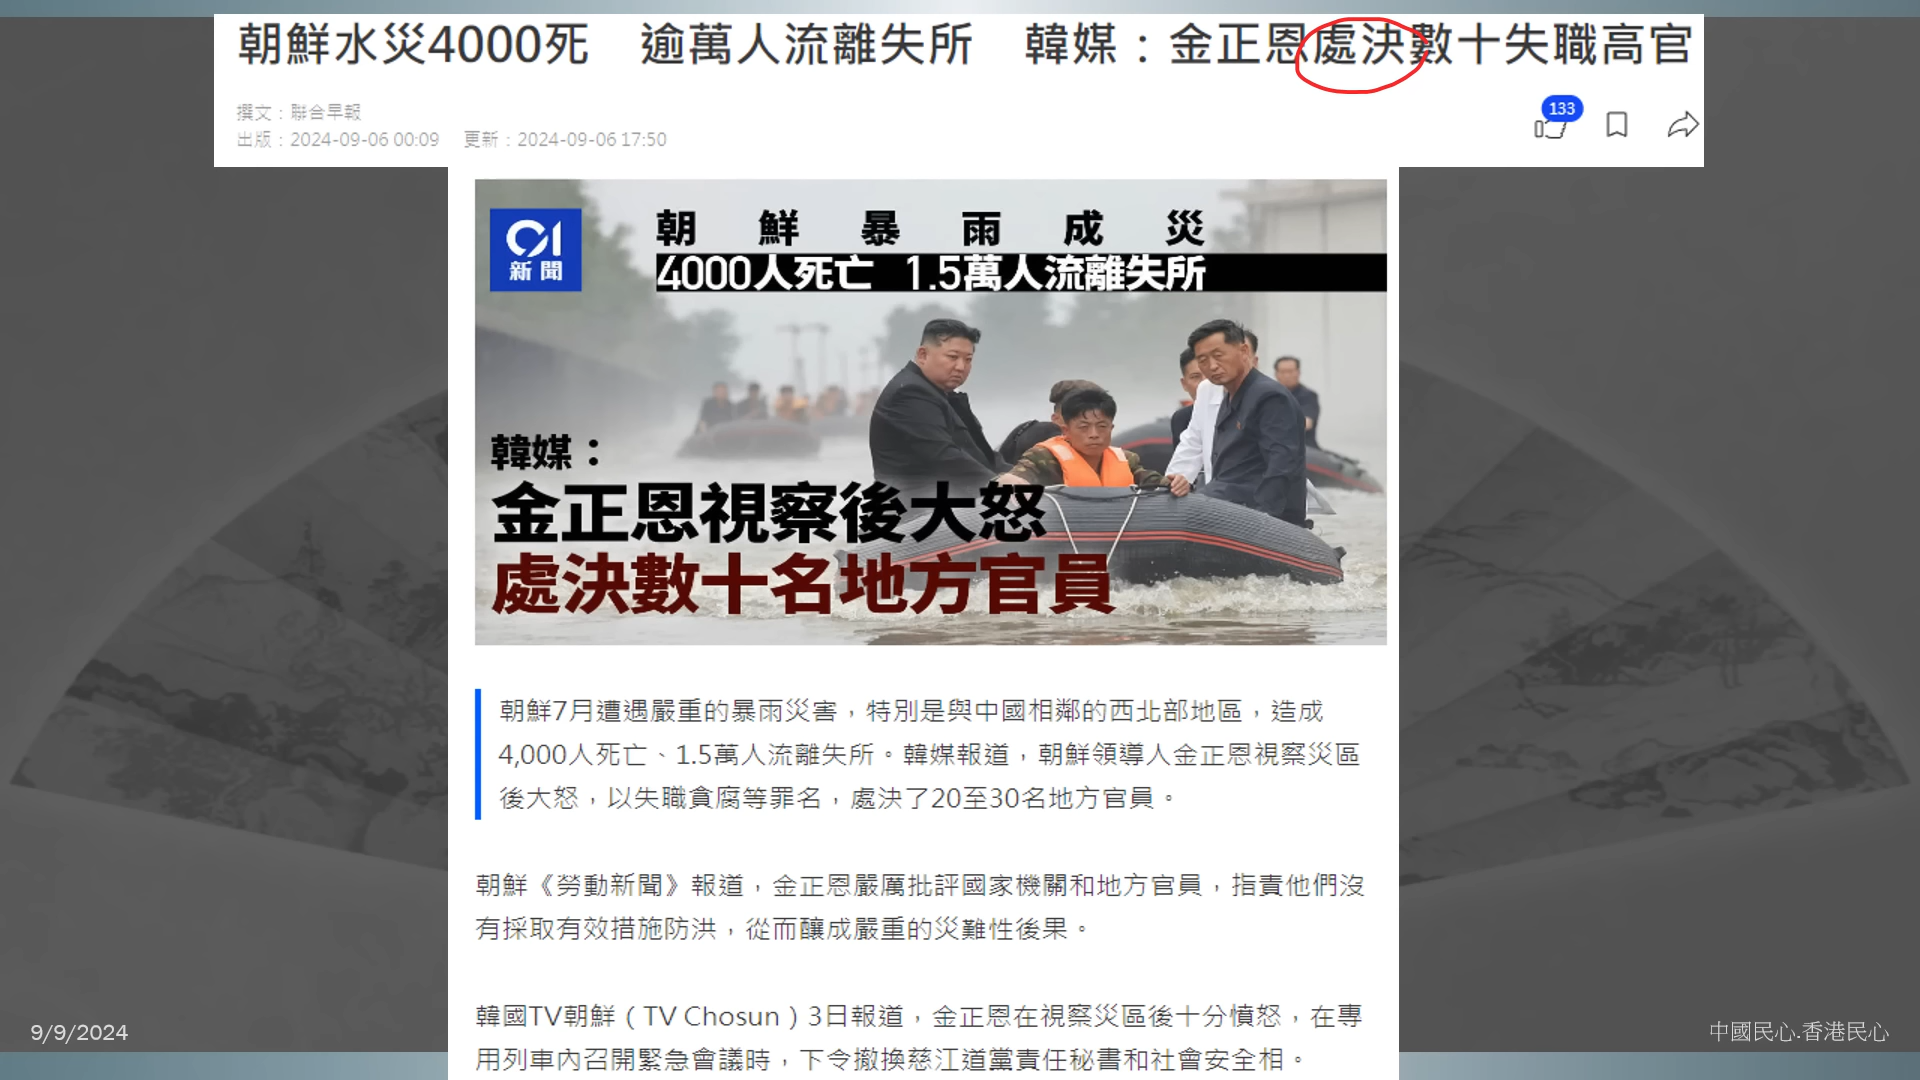 朝鮮水災4000死　逾萬人流離失所　韓媒：金正恩處決數十失職高官
撰文：聯合早報
出版：2024-09-06 00:09　更新：2024-09-06 17:50
133
01
新聞
朝鮮暴雨成災
4000人死亡 1.5萬人流離失所
韓媒：
金正恩視察後大怒
處決數十名地方官員
朝鮮7月遭遇嚴重的暴雨災害，特別是與中國相鄰的西北部地區，造成
4,000人死亡、1.5萬人流離失所。韓媒報道，朝鮮領導人金正恩視察災區
後大怒，以失職貪腐等罪名，處決了20至30名地方官員。
朝鮮《勞動新聞》報道，金正恩嚴厲批評國家機關和地方官員，指責他們沒
有採取有效措施防洪，從而釀成嚴重的災難性後果。
韓國TV朝鮮（TV Chosun）3日報道，金正恩在視察災區後十分憤怒，在專
用列車內召開緊急會議時，下令撤換慈江道黨責任秘書和社會安全相。
9/9/2024
中國民心.香港民心